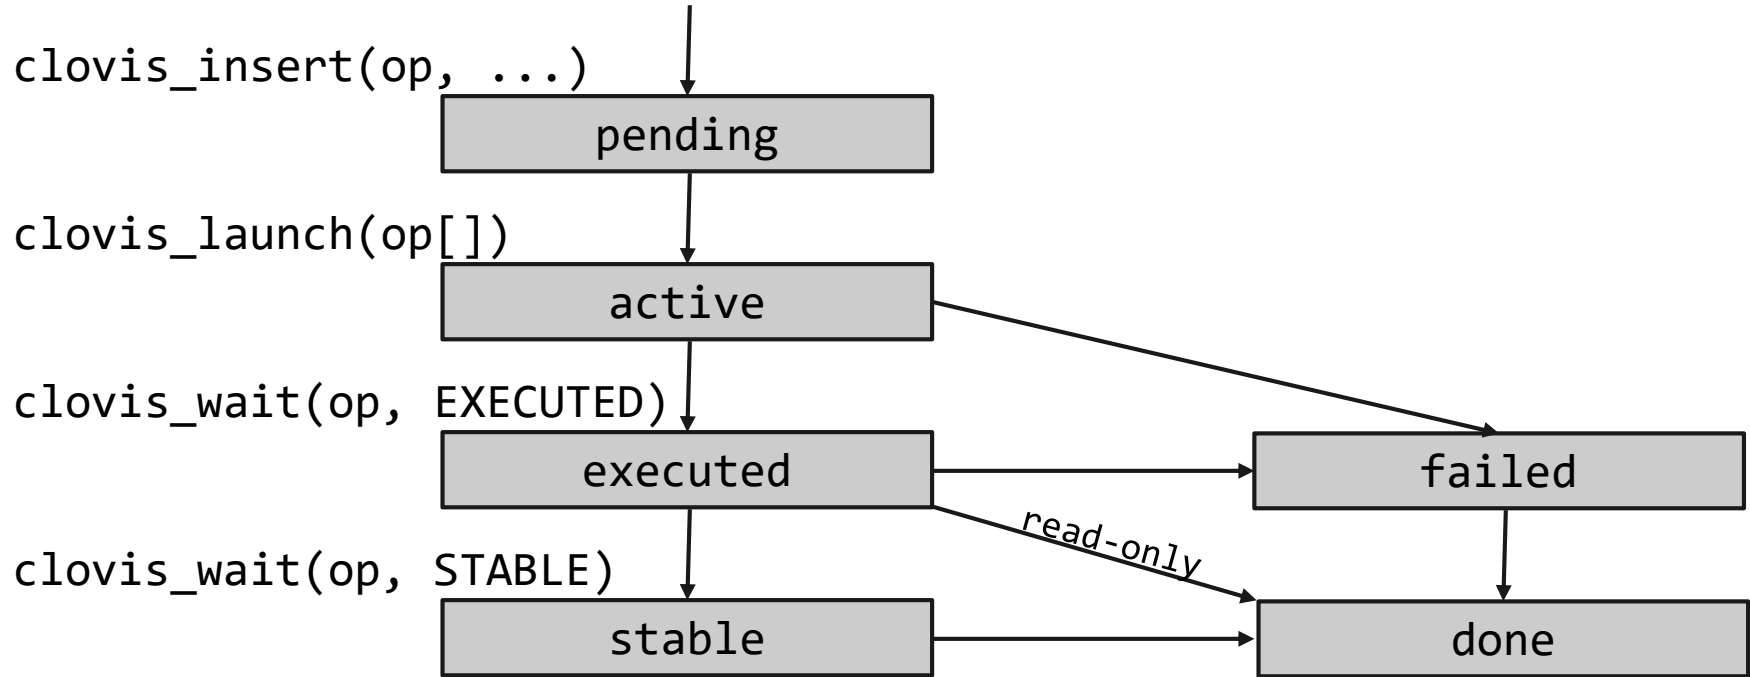 clovis_insert(op, ...)
pending
clovis_launch(op[])
active
clovis_wait(op, EXECUTED)
executed
failed
read-only
clovis_wait(op, STABLE)
stable
done